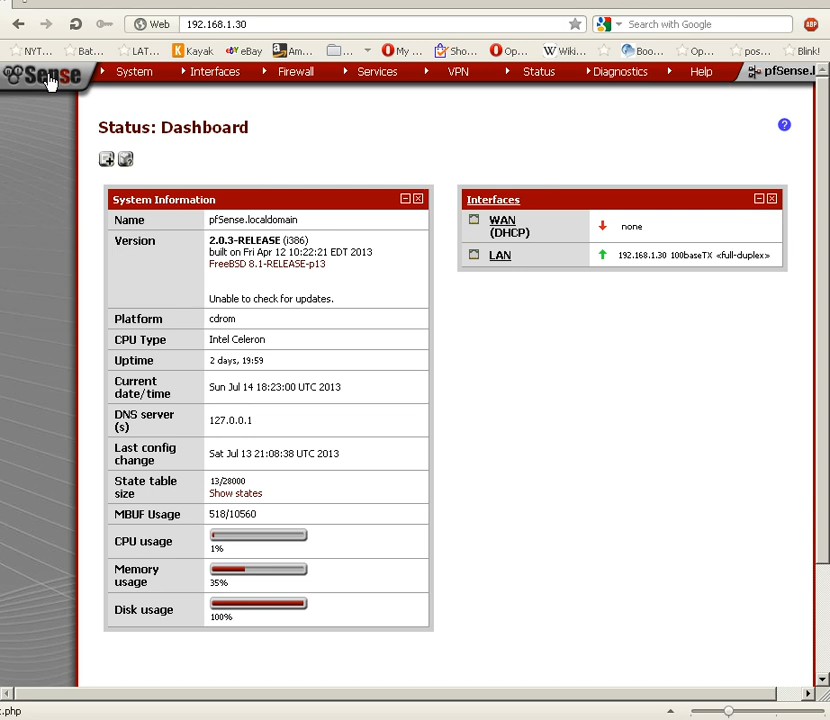 Web
192.168.1.30
Search with Google
ABP
NYT...
Bat...
LAT...
K Kayak
eBay
Am...
...
My ...
Sho...
Op...
W Wiki...
Boo...
Op...
pos...
Blink!
Sense
System
Interfaces
Firewall
Services
VPN
Status
Diagnostics
Help
pfSense.l
Status: Dashboard
?
System Information
Name
pfSense.localdomain
Version
2.0.3-RELEASE (i386)
built on Fri Apr 12 10:22:21 EDT 2013
FreeBSD 8.1-RELEASE-p13
Unable to check for updates.
Platform
cdrom
CPU Type
Intel Celeron
Uptime
2 days, 19:59
Current
date/time
Sun Jul 14 18:23:00 UTC 2013
DNS server
(s)
127.0.0.1
Last config
change
Sat Jul 13 21:08:38 UTC 2013
State table
size
13/28000
Show states
MBUF Usage
518/10560
CPU usage
1%
Memory
usage
35%
Disk usage
100%
Interfaces
WAN
(DHCP)
none
LAN
192.168.1.30 100baseTX <full-duplex>
.php